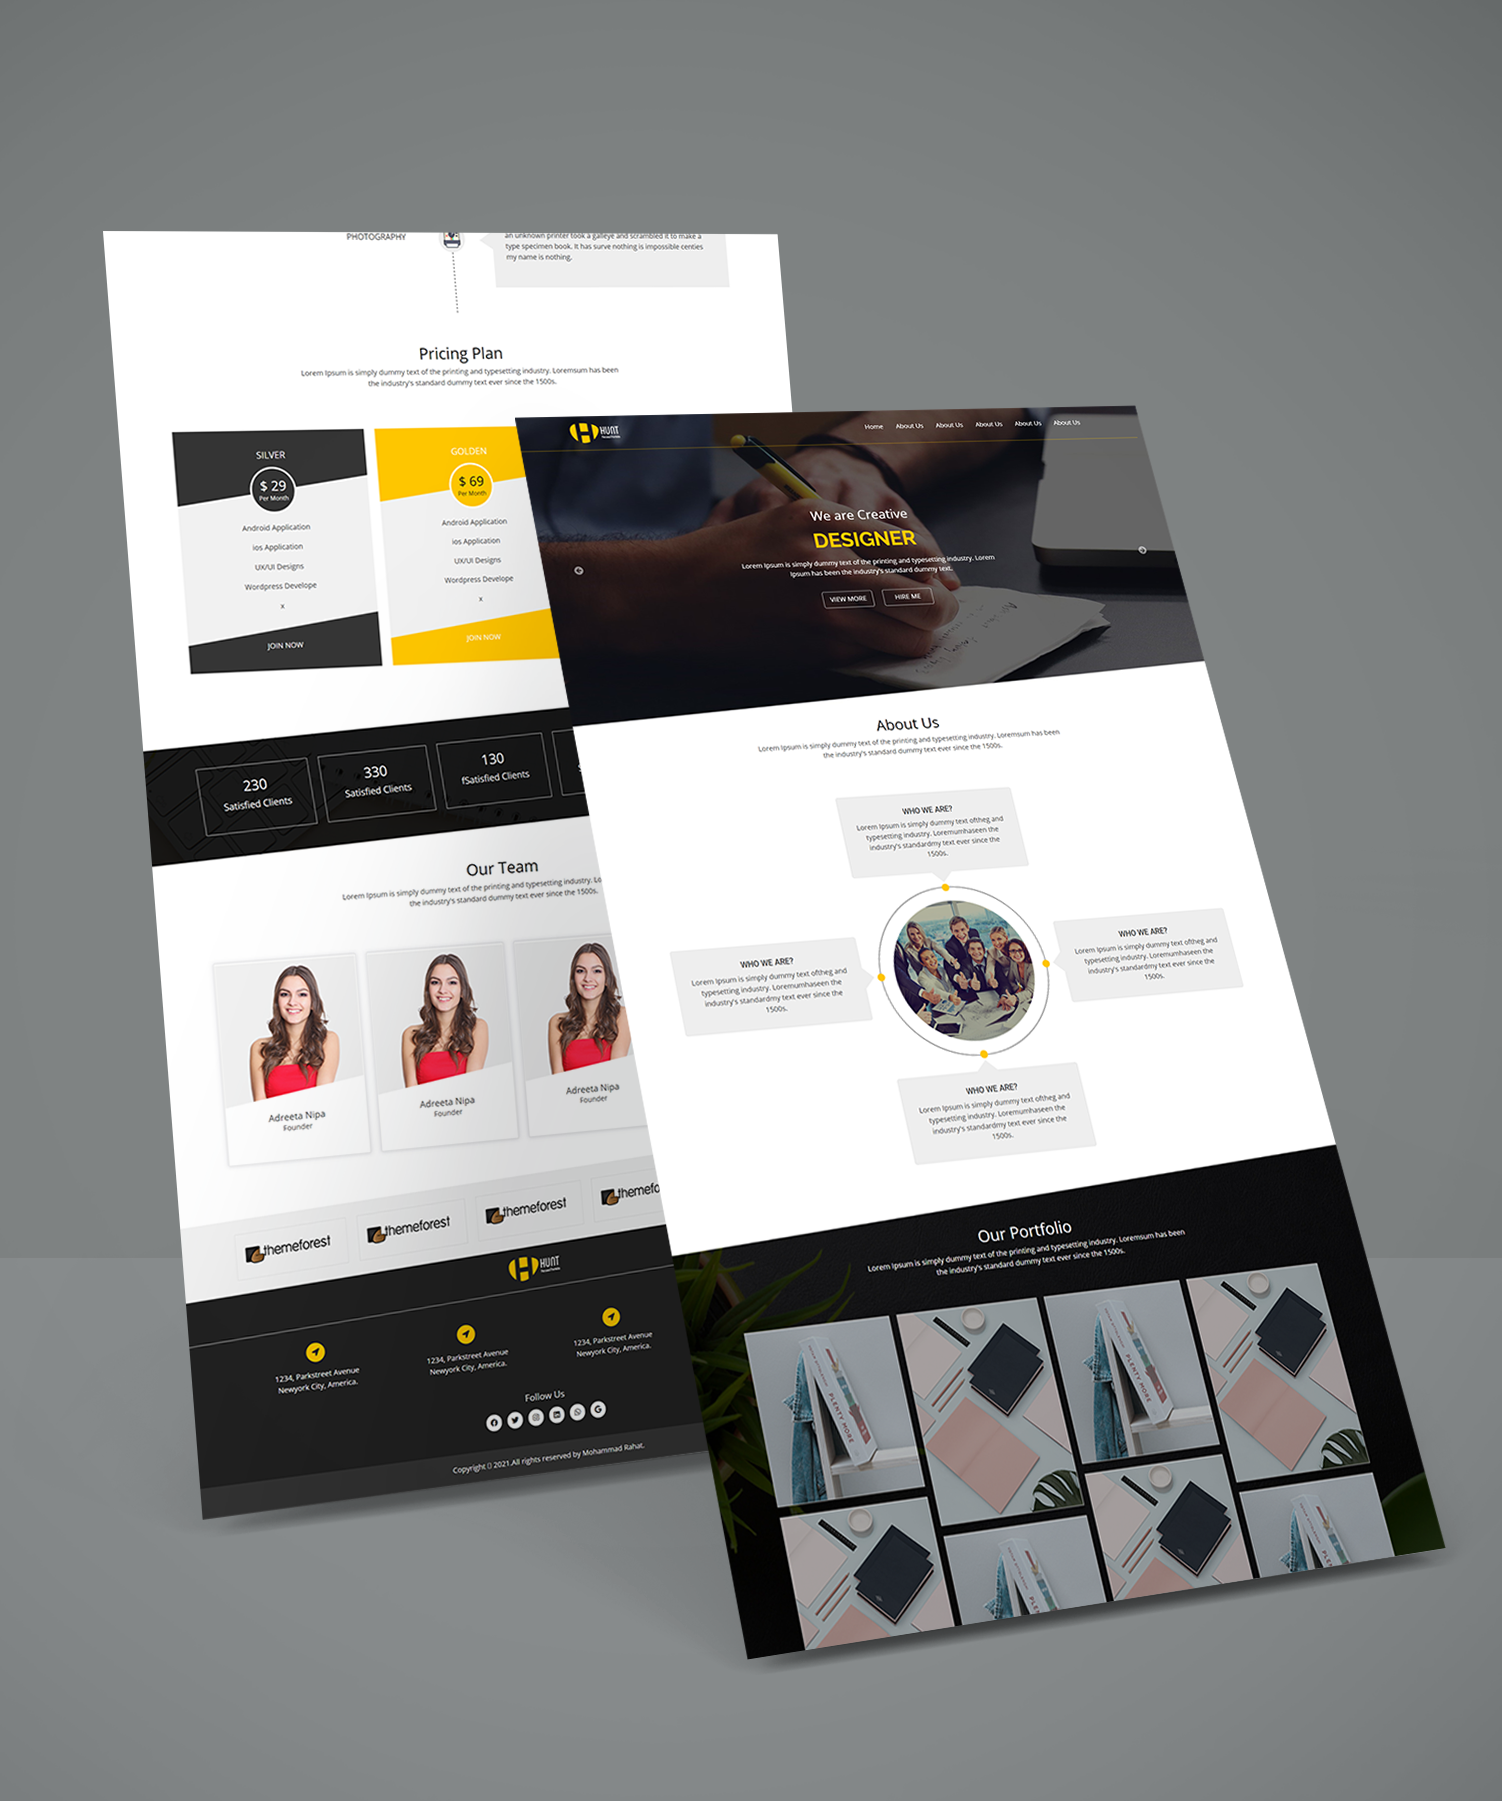 PHOTOGRAPHY
an unknown printer took a galleye and scrambled it to make a
type specimen book. It has surve nothing is impossible centies
my name is nothing.
Pricing Plan
Lorem Ipsum is simply dummy text of the printing and typesetting industry. Loremsum has been
the industry's standard dummy text ever since the 1500s.
SILVER
$ 29
Per Month
Android Application
ios Application
UX/UI Designs
Wordpress Develope
x
JOIN NOW
GOLDEN
$ 69
Per Month
Android Application
ios Application
UX/UI Designs
Wordpress Develope
x
JOIN NOW
230
Satisfied Clients
330
Satisfied Clients
130
fSatisfied Clients
Our Team
Lorem Ipsum is simply dummy text of the printing and typesetting industry.
the industry's standard dummy text ever since the 1500s.
Adreeta Nipa
Founder
Adreeta Nipa
Founder
Adreeta Nipa
Founder
themeforest
themeforest
themeforest
themefo
HUNT
1234, Parkstreet Avenue
Newyork City, America.
1234, Parkstreet Avenue
Newyork City, America.
1234, Parkstreet Avenue
Newyork City, America.
Follow Us
Copyright ▯ 2021.All rights reserved by Mohammad Rahat.
HUNT
Home About Us About Us About Us About Us About Us
We are Creative
DESIGNER
Lorem Ipsum is simply dummy text of the printing and typesetting industry. Lorem
Ipsum has been the industry's standard dummy text.
VIEW MORE HIRE ME
About Us
Lorem Ipsum is simply dummy text of the printing and typesetting industry. Loremsum has been
the industry's standard dummy text ever since the 1500s.
WHO WE ARE?
Lorem Ipsum is simply dummy text oftheg and
typesetting industry. Loremumhaseen the
industry's standardmy text ever since the
1500s.
WHO WE ARE?
Lorem Ipsum is simply dummy text oftheg and
typesetting industry. Loremumhaseen the
industry's standardmy text ever since the
1500s.
WHO WE ARE?
Lorem Ipsum is simply dummy text oftheg and
typesetting industry. Loremumhaseen the
industry's standardmy text ever since the
1500s.
WHO WE ARE?
Lorem Ipsum is simply dummy text oftheg and
typesetting industry. Loremumhaseen the
industry's standardmy text ever since the
1500s.
Our Portfolio
Lorem Ipsum is simply dummy text of the printing and typesetting industry. Loremsum has been
the industry's standard dummy text ever since the 1500s.
PLENTY MORE
PLENTY MORE